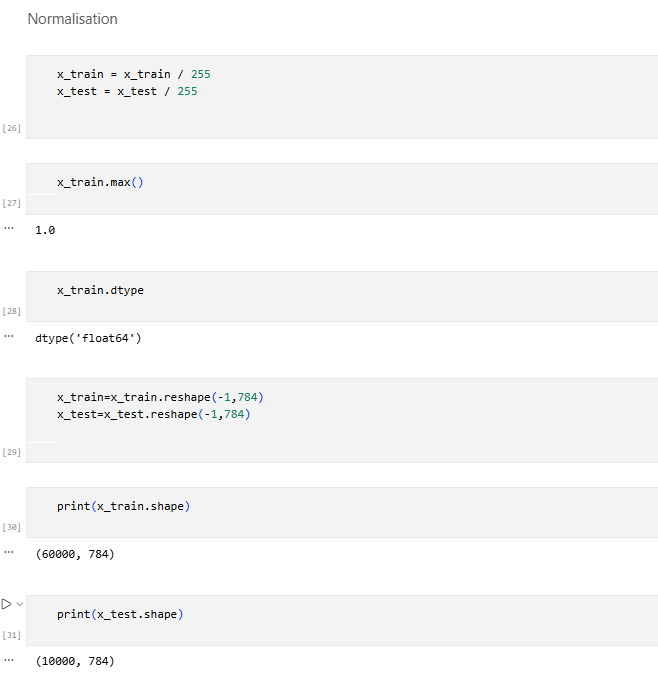 Normalisation
x_train = x_train / 255
x_test = x_test / 255
[26]
x_train.max()
[27]
... 1.0
x_train.dtype
[28]
... dtype('float64')
x_train=x_train.reshape(-1,784)
x_test=x_test.reshape(-1,784)
[29]
print(x_train.shape)
[30]
... (60000, 784)
print(x_test.shape)
[31]
... (10000, 784)